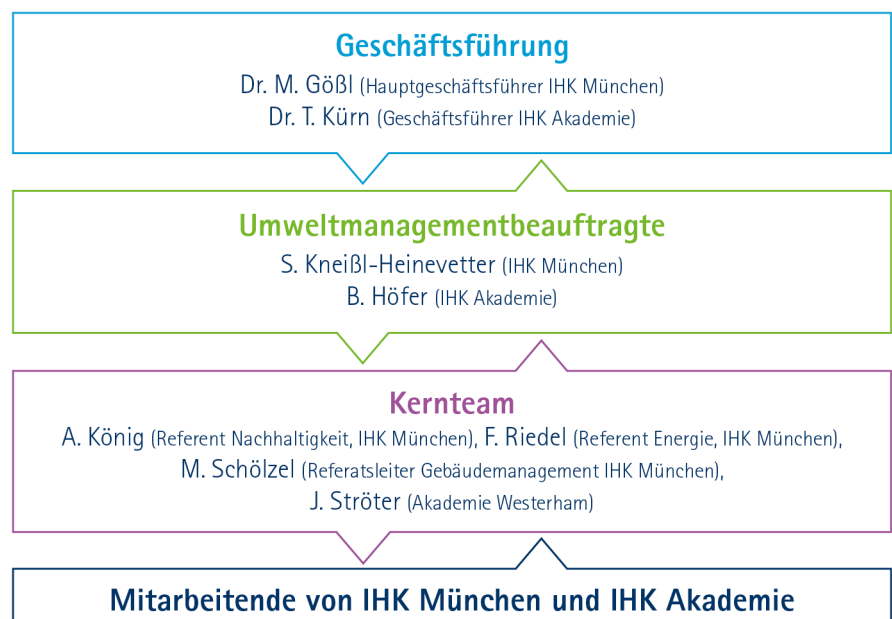 Geschäftsführung
Dr. M. Gößl (Hauptgeschäftsführer IHK München)
Dr. T. Kürn (Geschäftsführer IHK Akademie)
Umweltmanagementbeauftragte
S. Kneißl-Heinevetter (IHK München)
B. Höfer (IHK Akademie)
Kernteam
A. König (Referent Nachhaltigkeit, IHK München), F. Riedel (Referent Energie, IHK München),
M. Schölzel (Referatsleiter Gebäudemanagement IHK München),
J. Ströter (Akademie Westerham)
Mitarbeitende von IHK München und IHK Akademie